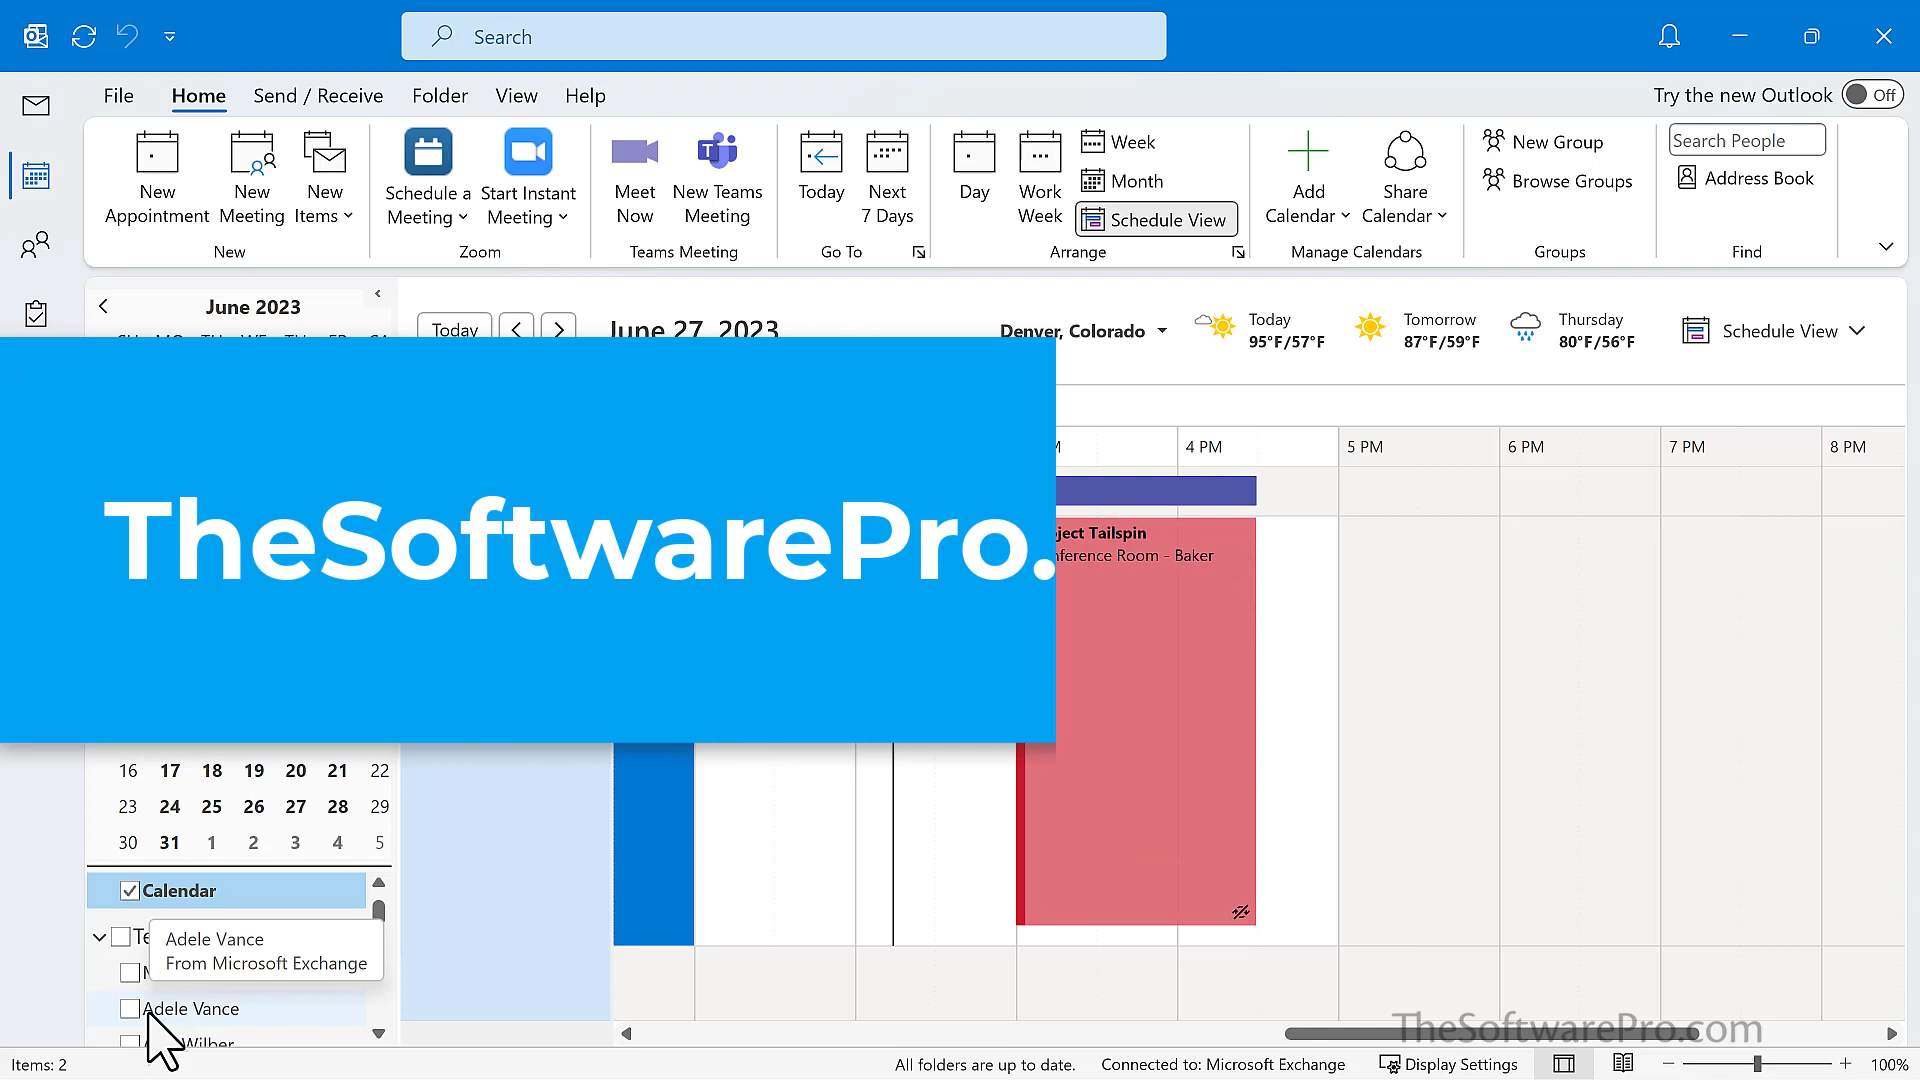 Search
File Home Send / Receive Folder View Help
Try the new Outlook Off
New Appointment
New Meeting
New Items
New
Schedule a Meeting
Start Instant Meeting
Zoom
Meet Now
New Teams Meeting
Teams Meeting
Today
Next 7 Days
Go To
Day
Work Week
Week
Month
Schedule View
Arrange
Add Calendar
Share Calendar
Manage Calendars
New Group
Browse Groups
Groups
Search People
Address Book
Find
June 2023
Today
June 27, 2023
Denver, Colorado
Today
95°F/57°F
Tomorrow
87°F/59°F
Thursday
80°F/56°F
Schedule View
4 PM 5 PM 6 PM 7 PM 8 PM
TheSoftwarePro.
ject Tailspin
nference Room - Baker
16 17 18 19 20 21 22
23 24 25 26 27 28 29
30 31 1 2 3 4 5
Calendar
Adele Vance
From Microsoft Exchange
Adele Vance
Wilber
TheSoftwarePro.com
Items: 2
All folders are up to date.
Connected to: Microsoft Exchange
Display Settings
100%